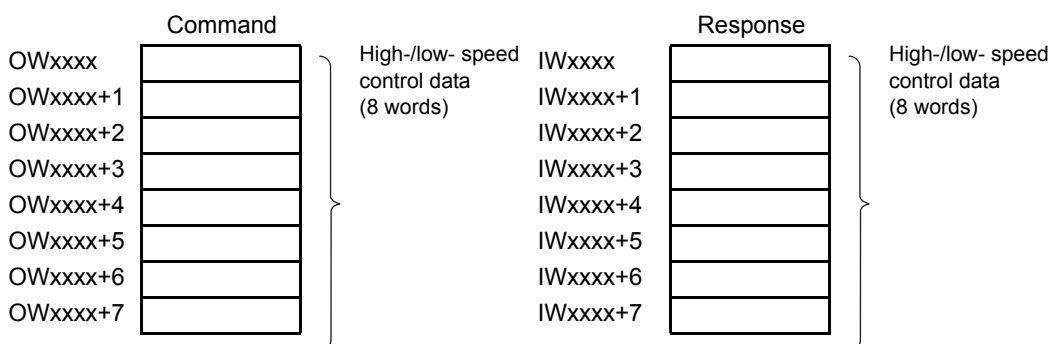 Command
OWxxxx
OWxxxx+1
OWxxxx+2
OWxxxx+3
OWxxxx+4
OWxxxx+5
OWxxxx+6
OWxxxx+7
High-/low- speed
control data
(8 words)
Response
IWxxxx
IWxxxx+1
IWxxxx+2
IWxxxx+3
IWxxxx+4
IWxxxx+5
IWxxxx+6
IWxxxx+7
High-/low- speed
control data
(8 words)